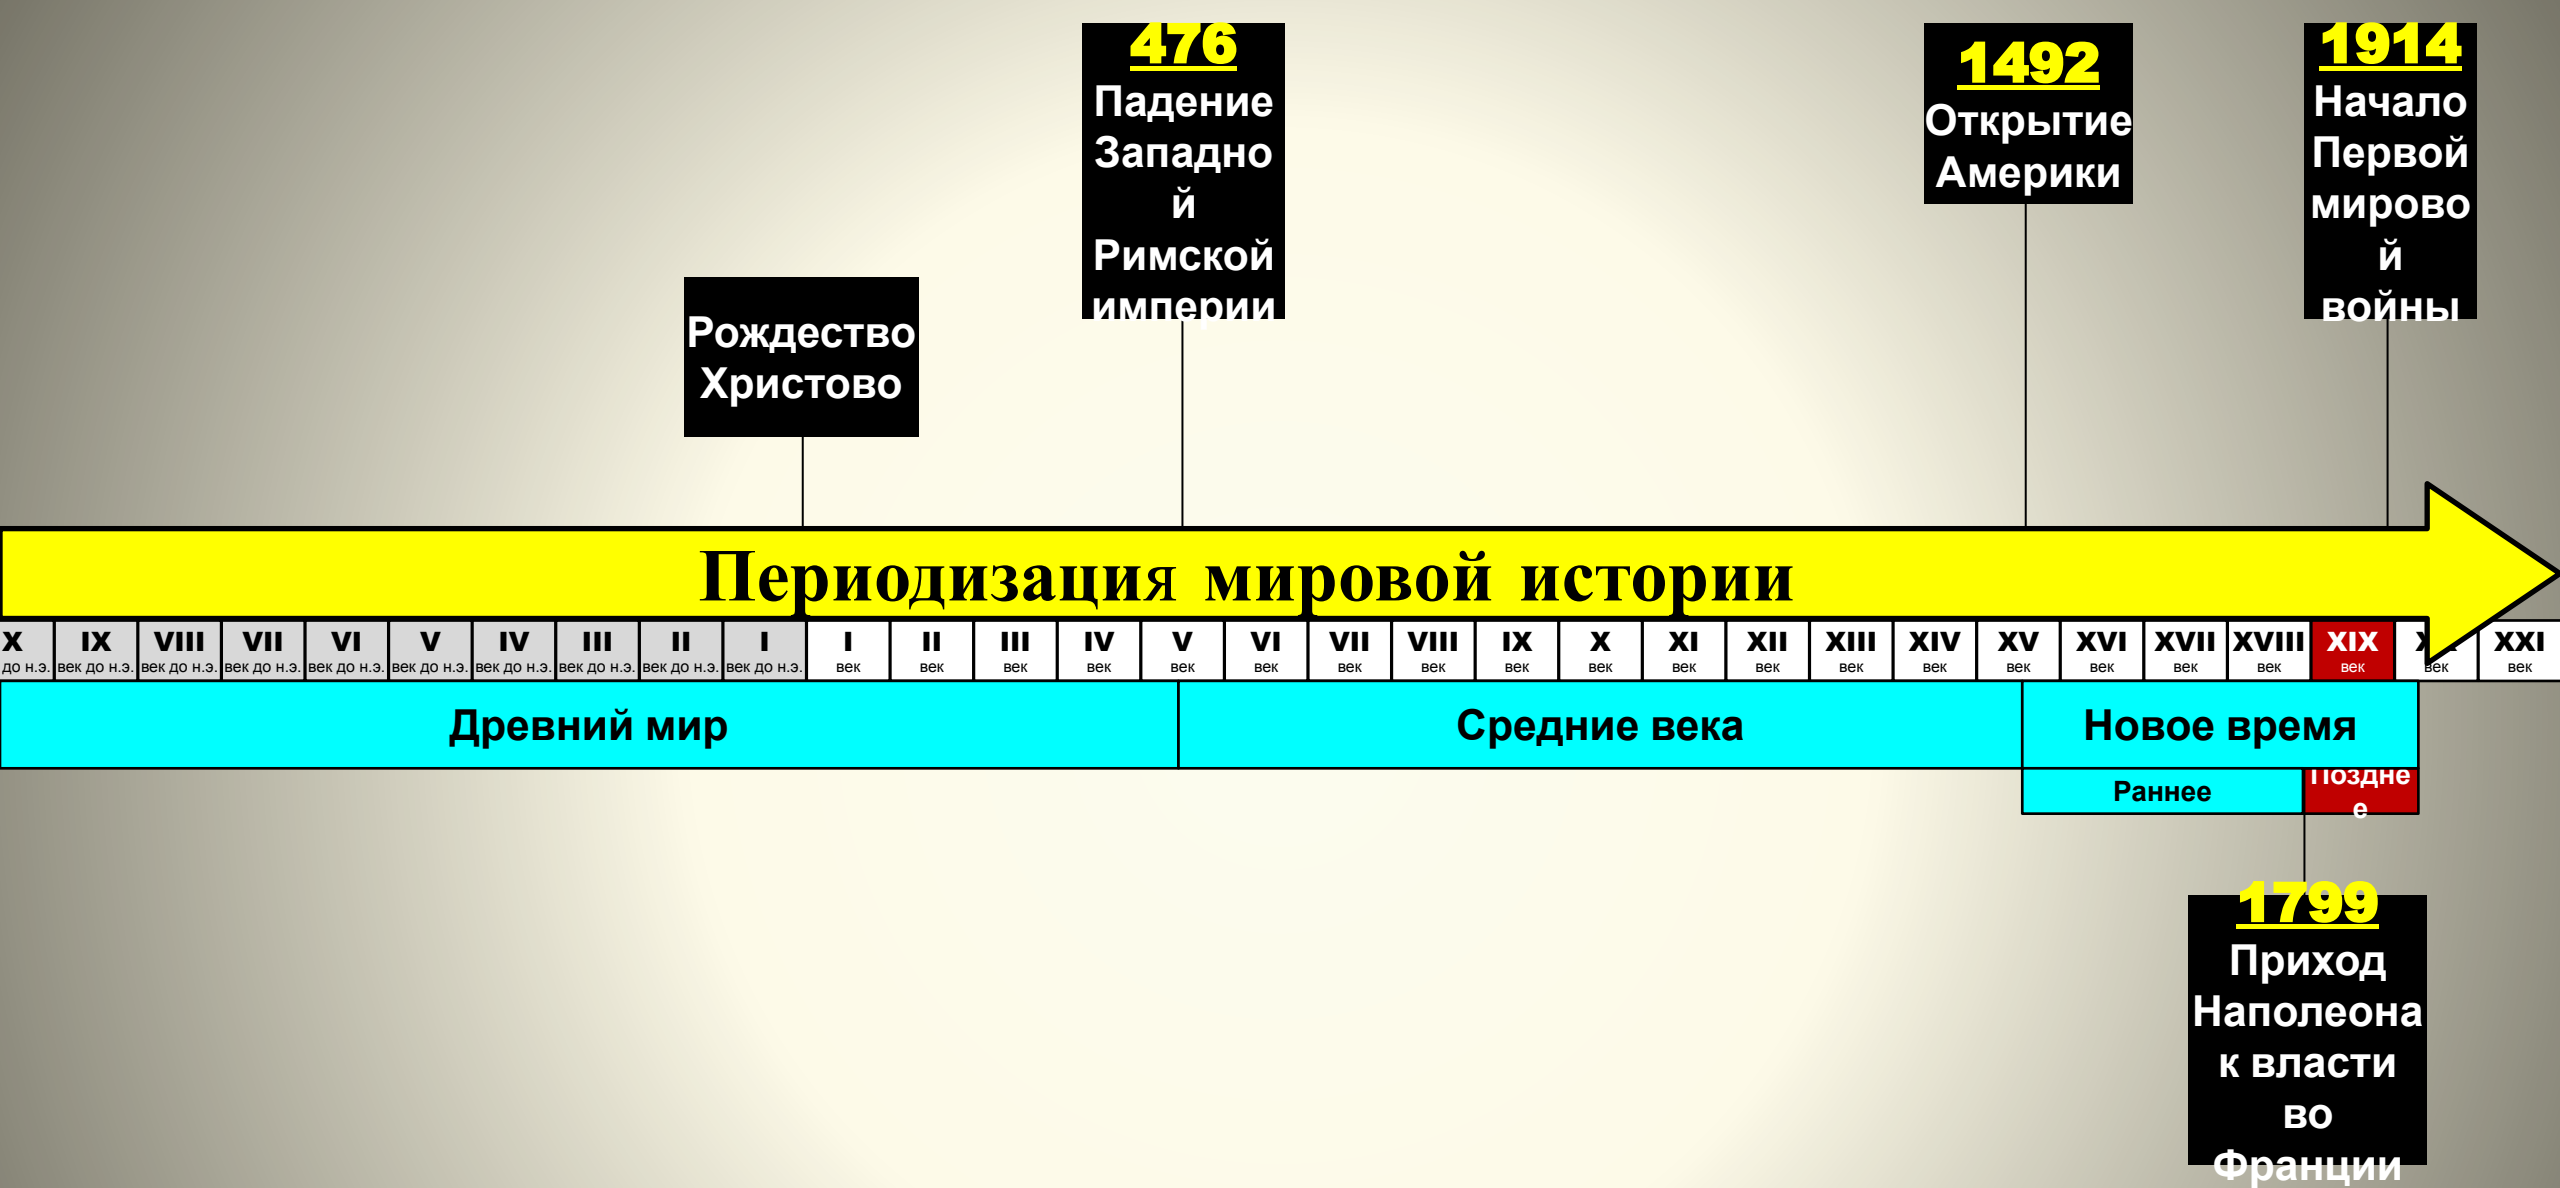 476
Падение
Западно
й
Римской
империи
1492
Открытие
Америки
1914
Начало
Первой
мирово
й
войны
Рождество
Христово
Периодизация мировой истории
X IX VIII VII VI V IV III II I I II III IV V VI VII VIII IX X XI XII XIII XIV XV XVI XVII XVIII XIX XXI
до н.э. век до н.э. век до н.э. век до н.э. век до н.э. век до н.э. век до н.э. век до н.э. век до н.э. век до н.э. век век век век век век век век век век век век век век век век век век век век век
Древний мир Средние века Новое время
Раннее
Поздне
е
1799
Приход
Наполеона
к власти
во
Франции